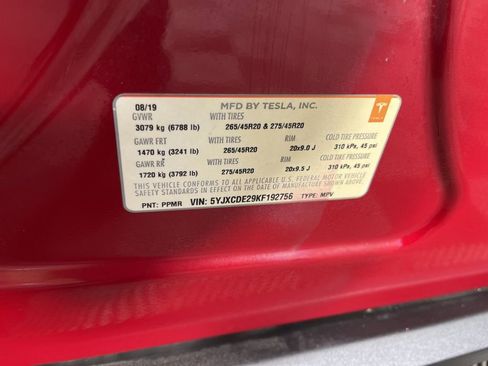 08/19 MFD BY TESLA, INC.
GVWR WITH TIRES
3079 kg (6788 lb) 265/45R20 & 275/45R20
GAWR FRT WITH TIRES RIM COLD TIRE PRESSURE
1470 kg (3241 lb) 265/45R20 20x9.0 J 310 kPa, 45 psi
GAWR RR WITH TIRES RIM COLD TIRE PRESSURE
1720 kg (3792 lb) 275/45R20 20x9.5 J 310 kPa, 45 psi
THIS VEHICLE CONFORMS TO ALL APPLICABLE U.S. FEDERAL MOTOR VEHICLE
SAFETY STANDARDS IN EFFECT ON THE DATE OF MANUFACTURE SHOWN ABOVE.
PNT: PPMR VIN: 5YJXCDE29KF192756 TYPE: MPV
TESLA